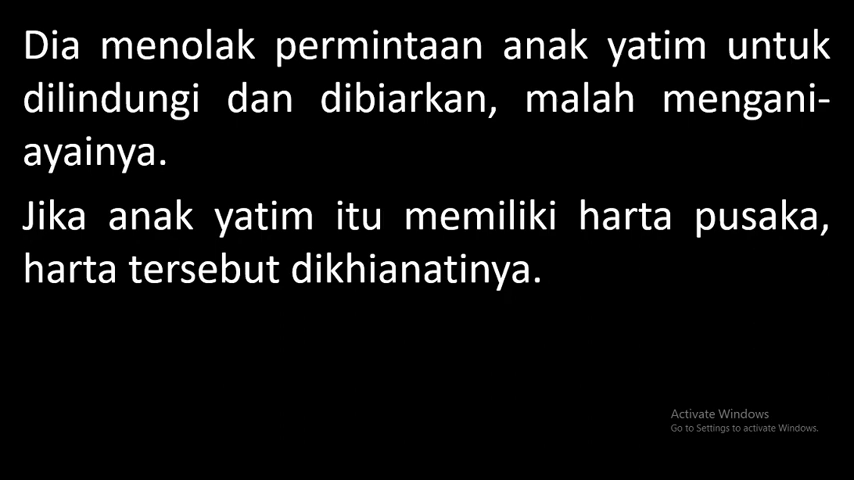 Dia menolak permintaan anak yatim untuk
dilindungi dan dibiarkan, malah mengani-
ayainya.
Jika anak yatim itu memiliki harta pusaka,
harta tersebut dikhianatinya.
Activate Windows
Go to Settings to activate Windows.